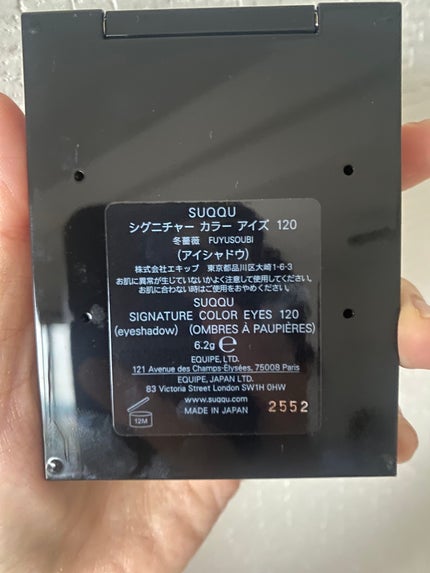 SUQQU
シグニチャー カラー アイズ 120
冬薔薇 FUYUSOUBI
(アイシャドウ)
株式会社エキップ 東京都品川区大崎1-6-3
お肌に異常が生じていないかよく注意して使用してください。
お肌に合わない時はご使用をおやめください。
SUQQU
SIGNATURE COLOR EYES 120
(eyeshadow) (OMBRES À PAUPIÈRES)
6.2g ℮
EQUIPE, LTD.
121 Avenue des Champs-Elysées, 75008 Paris
EQUIPE, JAPAN LTD.
83 Victoria Street London SW1H 0HW
www.suqqu.com
12M
MADE IN JAPAN 2552